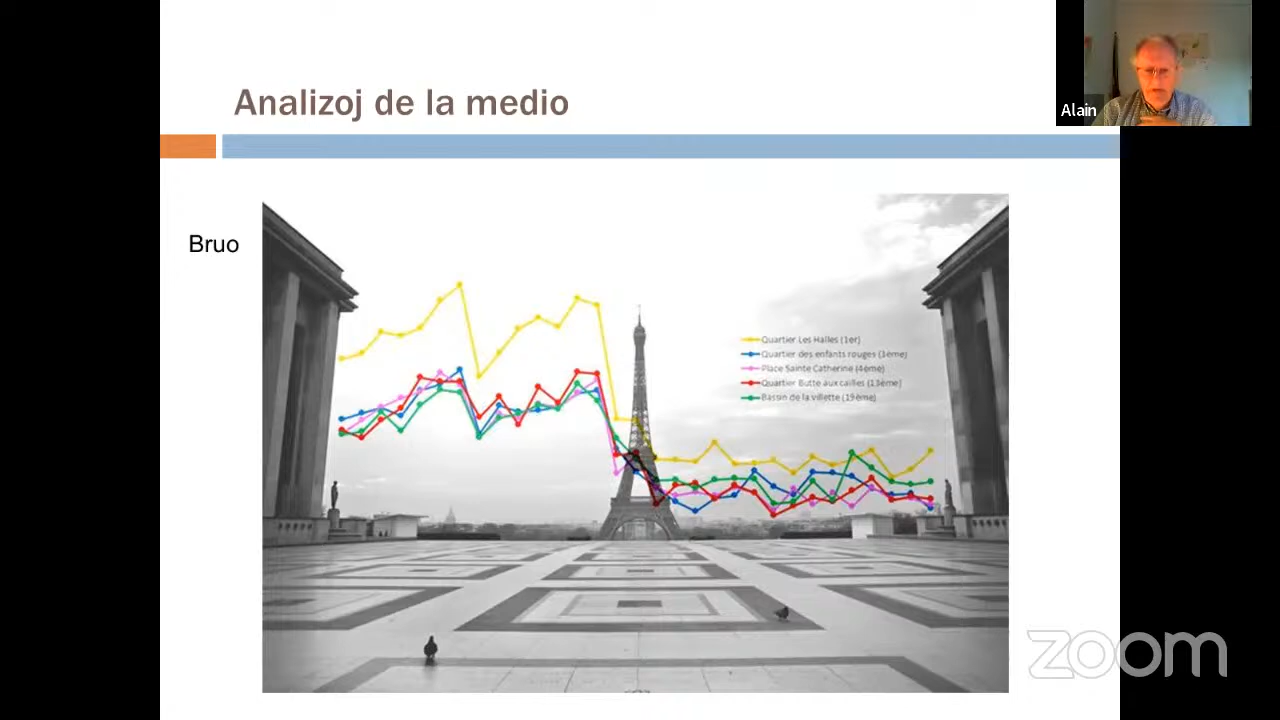 Analizoj de la medio
Alain
Bruo
Quartier Les Halles (1er)
Quartier des enfants rouges (3ème)
Place Sainte Catherine (4ème)
Quartier Butte aux cailles (13ème)
Bassin de la villette (19ème)
zoom